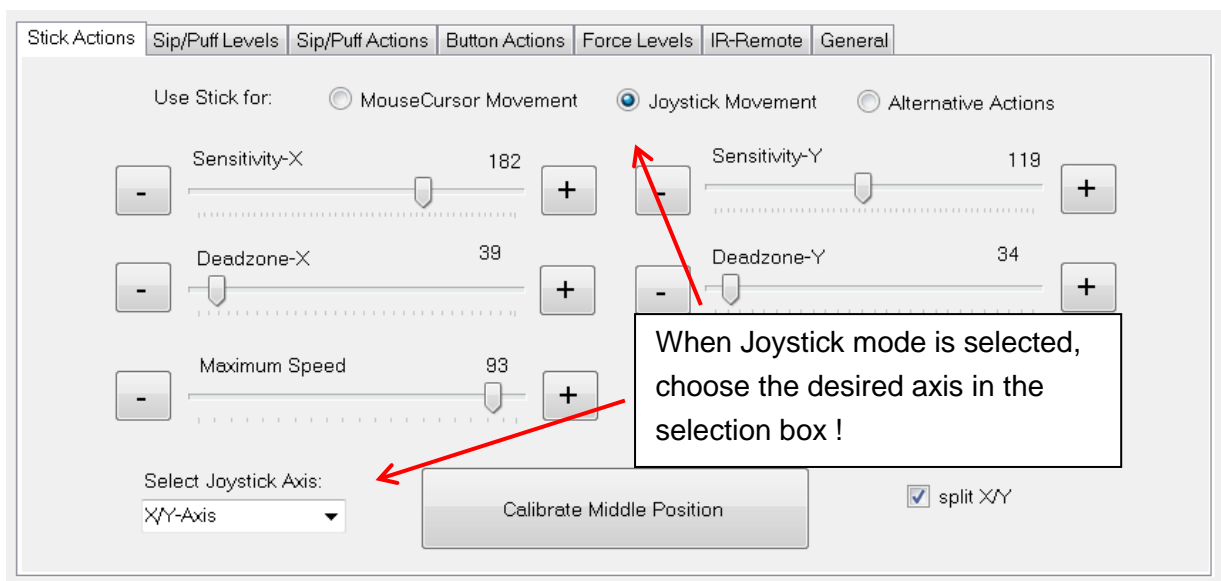 Stick Actions Sip/Puff Levels Sip/Puff Actions Button Actions Force Levels IR-Remote General
Use Stick for: MouseCursor Movement Joystick Movement Alternative Actions
Sensitivity-X 182 Sensitivity-Y 119
- + - +
Deadzone-X 39 Deadzone-Y 34
- + - +
Maximum Speed 93
- +
When Joystick mode is selected,
choose the desired axis in the
selection box !
Select Joystick Axis:
X/Y-Axis
Calibrate Middle Position
split X/Y